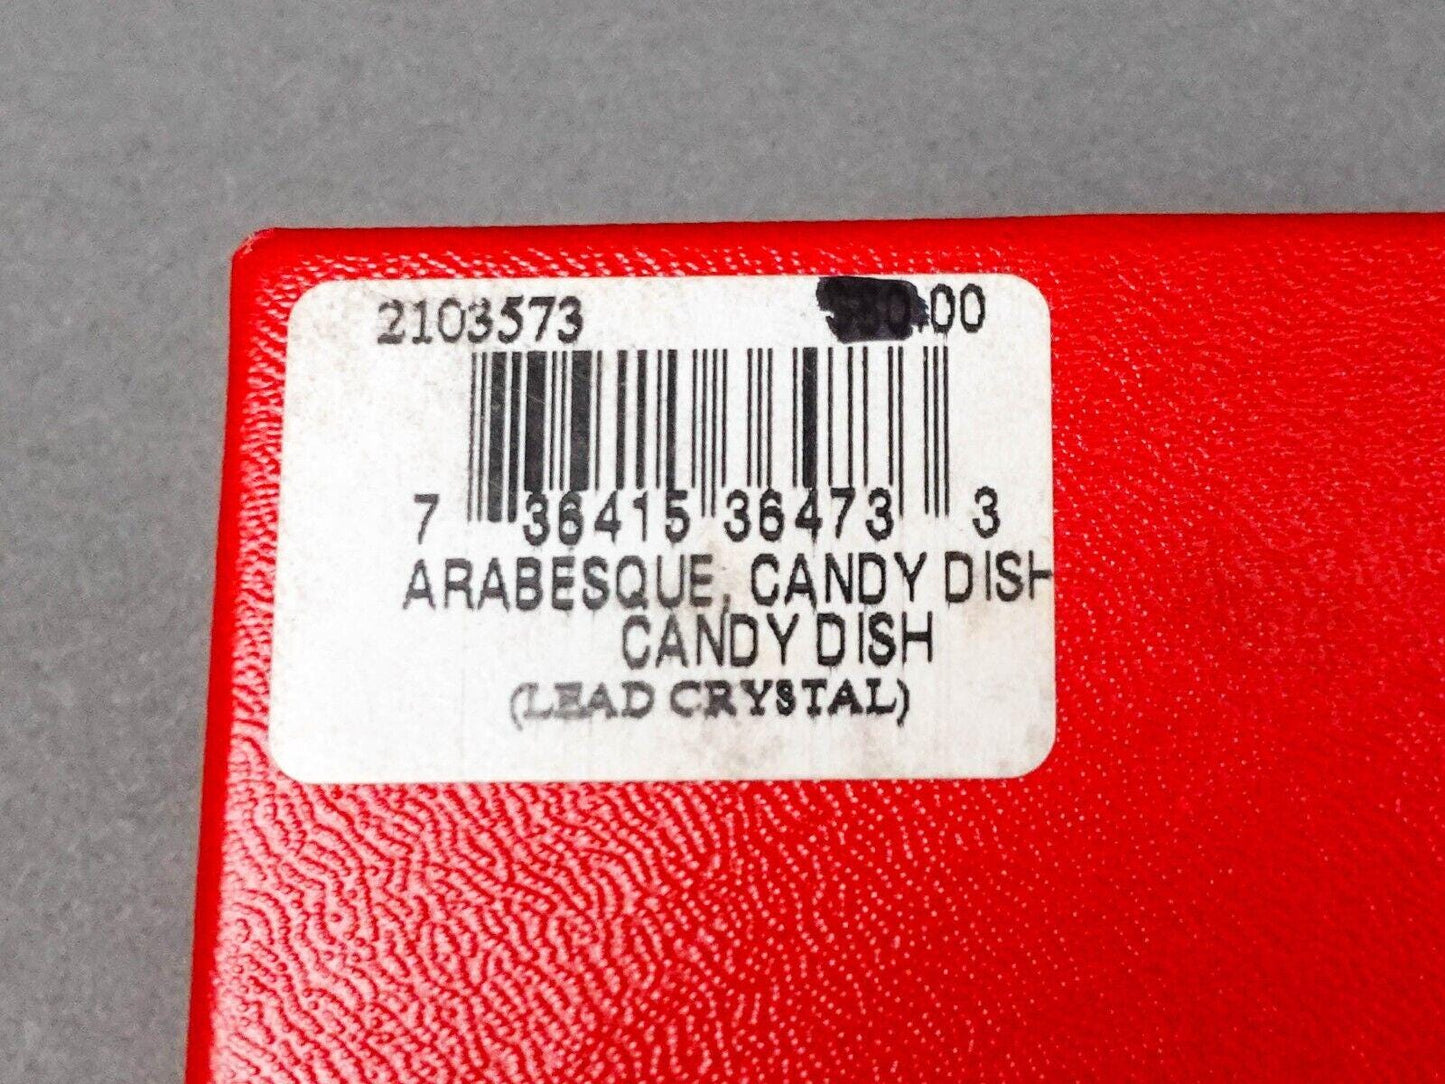 2103573 .00
7 36415 36473 3
ARABESQUE, CANDY DISH
CANDY DISH
(LEAD CRYSTAL)